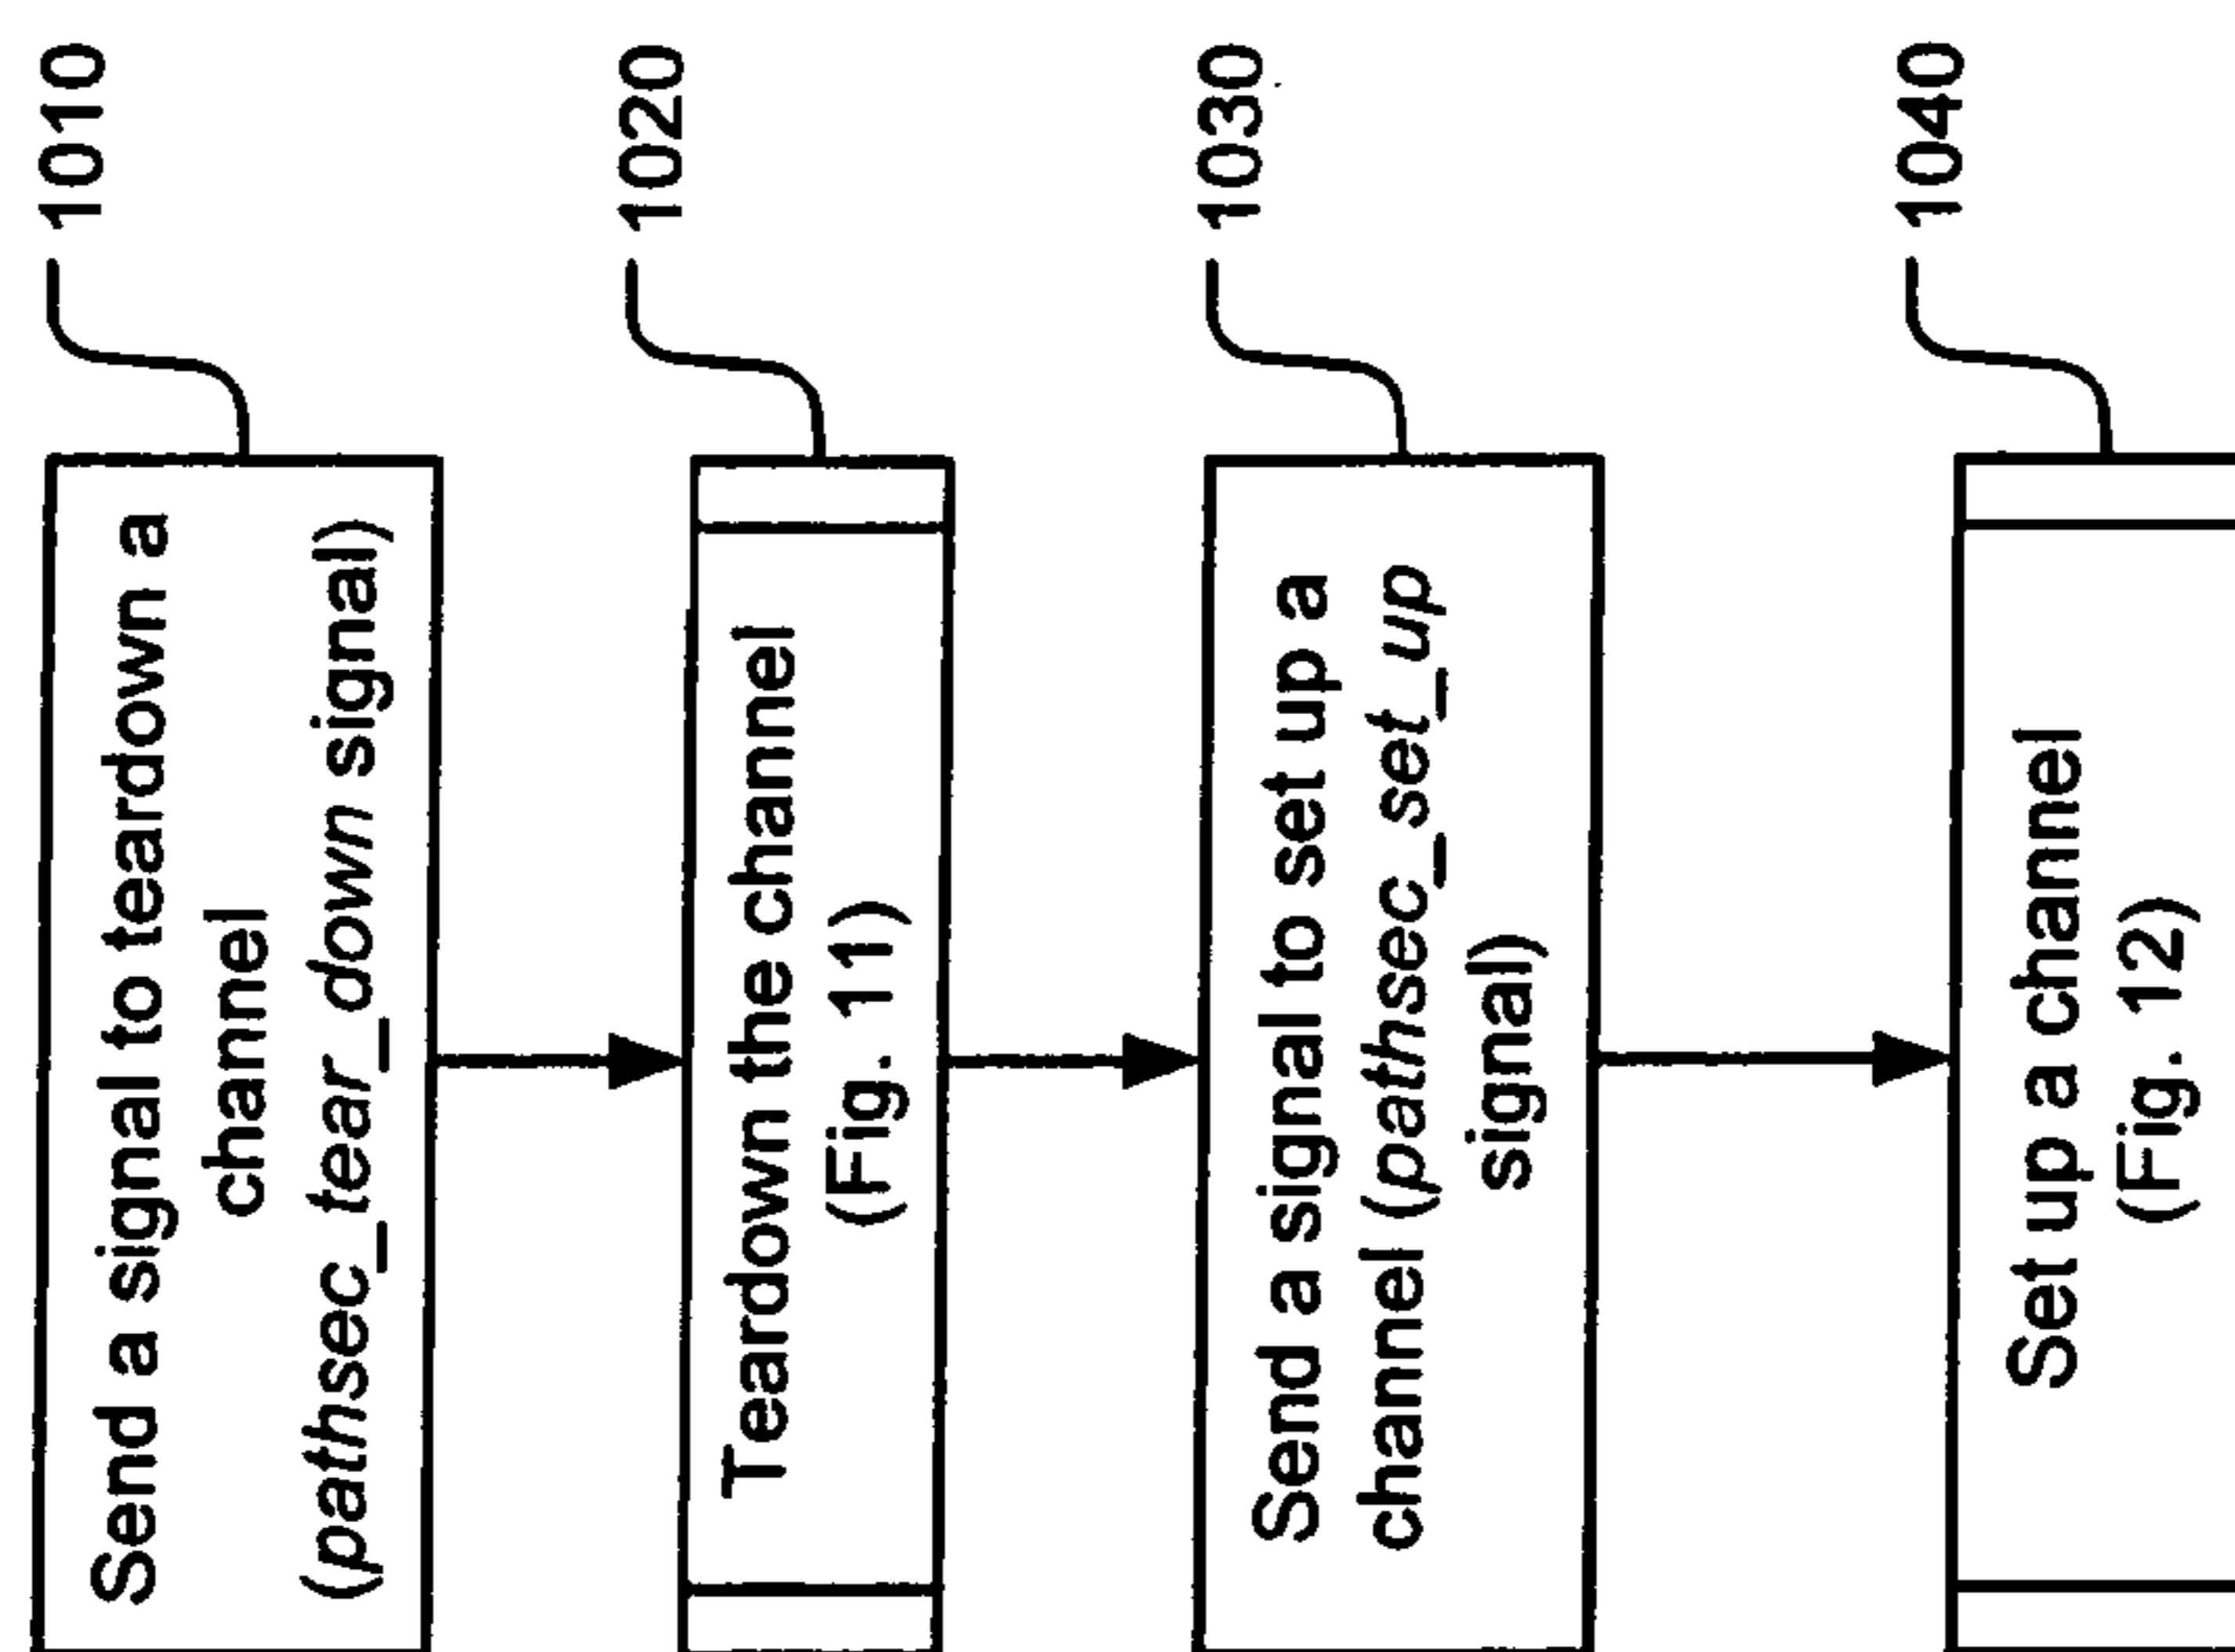 Send a signal to teardown a
channel
(pathsec_tear_down signal)
1010
Teardown the channel
(Fig. 11)
1020
Send a signal to set up a
channel (pathsec_set_up
signal)
1030
Set up a channel
(Fig. 12)
1040